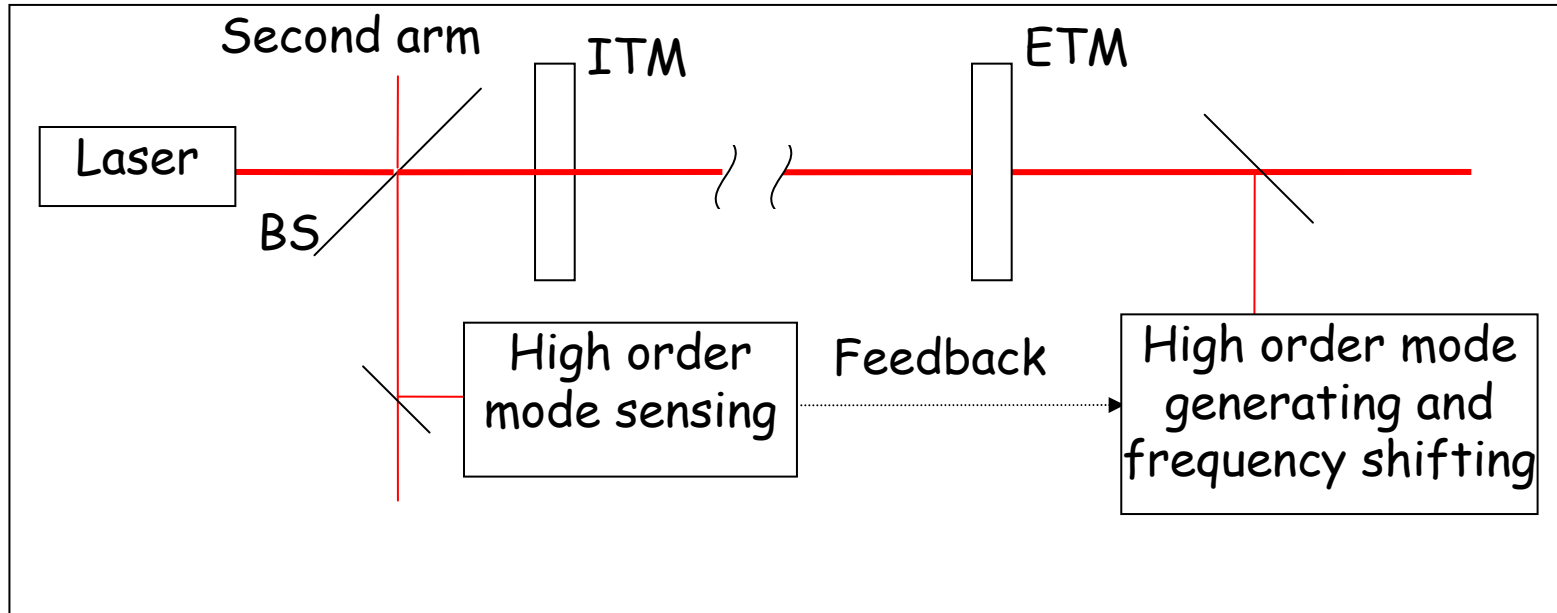 Second arm
ITM
ETM
Laser
BS
High order
mode sensing
Feedback
High order mode
generating and
frequency shifting